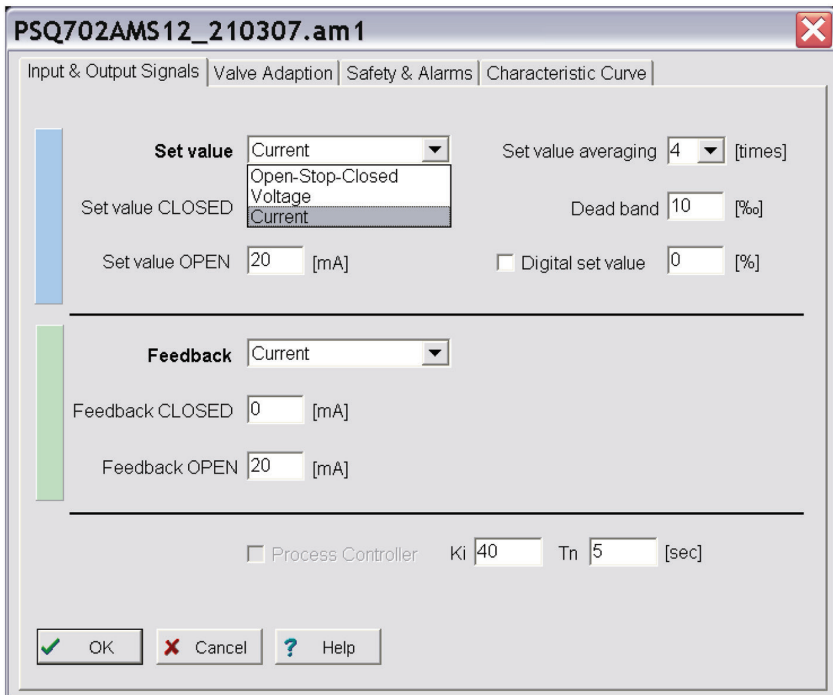 PSQ702AMS12_210307.am1
Input & Output Signals Valve Adaption Safety & Alarms Characteristic Curve
Set value Current Set value averaging 4 [times]
Open-Stop-Closed
Voltage
Current
Set value CLOSED Dead band 10 [‰]
Set value OPEN 20 [mA] Digital set value 0 [%]
Feedback Current
Feedback CLOSED 0 [mA]
Feedback OPEN 20 [mA]
Process Controller Ki 40 Tn 5 [sec]
OK Cancel ? Help